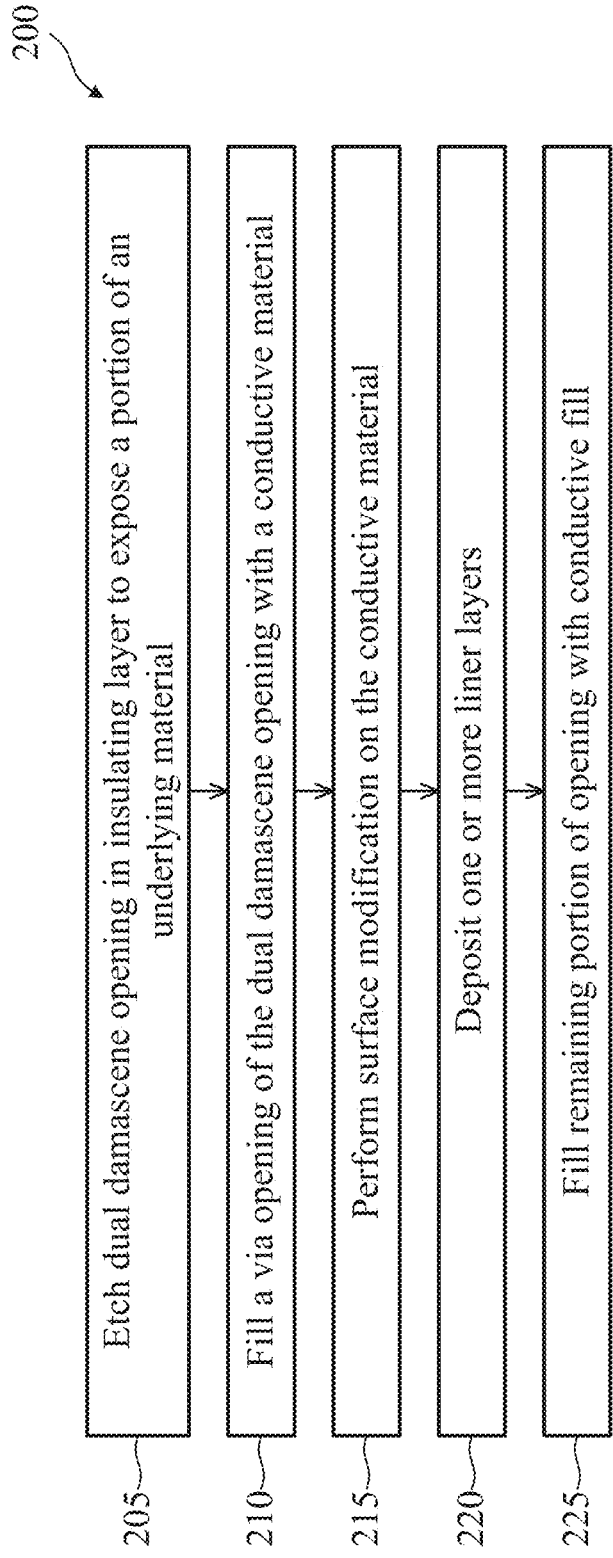 200
205
Etch dual damascene opening in insulating layer to expose a portion of an
underlying material
210
Fill a via opening of the dual damascene opening with a conductive material
215
Perform surface modification on the conductive material
220
Deposit one or more liner layers
225
Fill remaining portion of opening with conductive fill